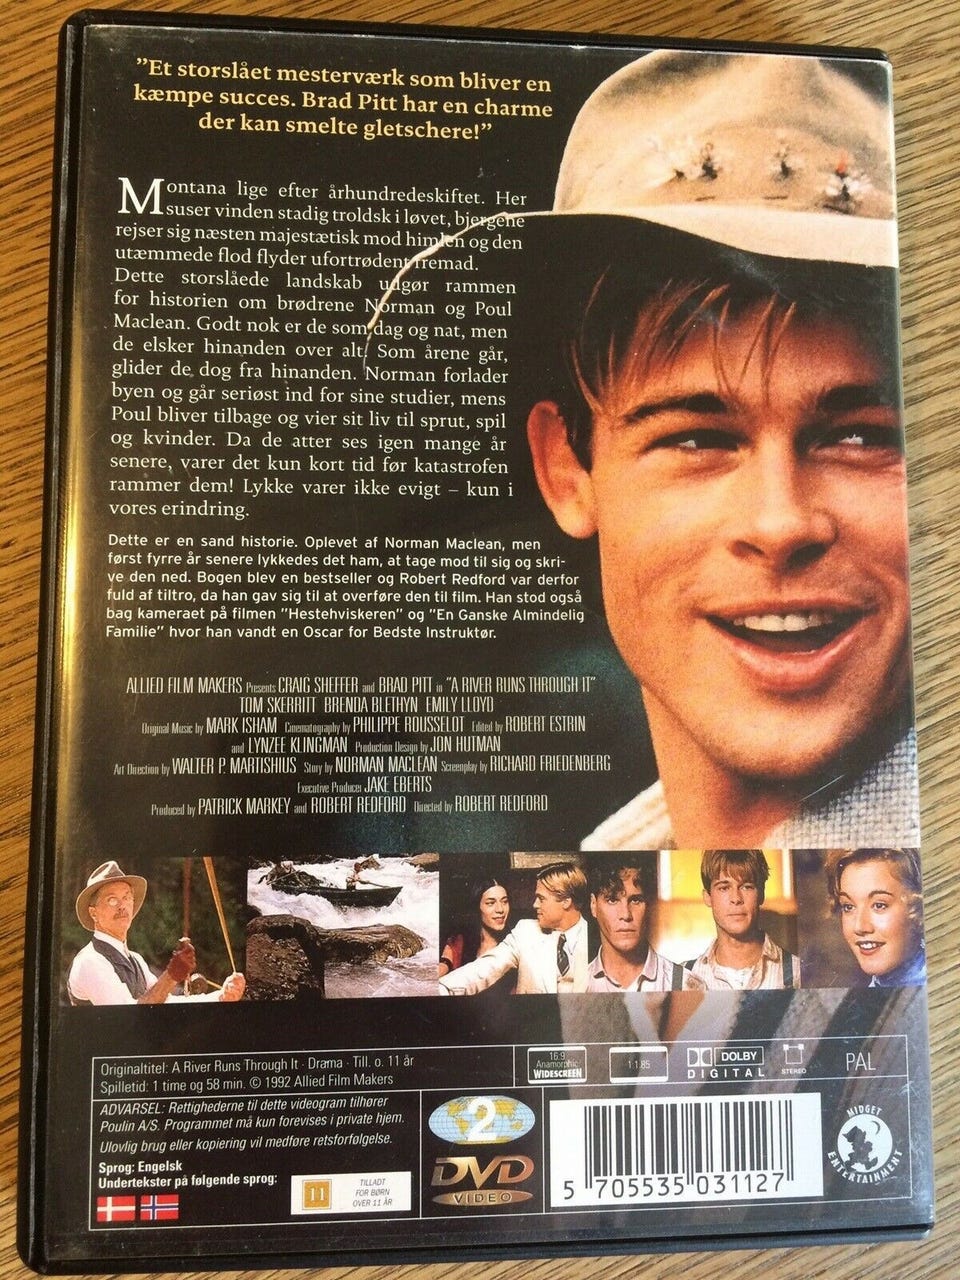 "Et storslået mesterværk som bliver en
kæmpe succes. Brad Pitt har en charme
der kan smelte gletschere!"
Montana lige efter århundredeskiftet. Her
suser vinden stadig troldsk i løvet, bjergene
rejser sig næsten majestætisk mod himlen og den
utæmmede flod flyder ufortrødent fremad.
Dette storslåede landskab udgør rammen
for historien om brødrene Norman og Poul
Maclean. Godt nok er de som dag og nat, men
de elsker hinanden over alt. Som årene går,
glider de dog fra hinanden. Norman forlader
byen og går seriøst ind for sine studier, mens
Poul bliver tilbage og vier sit liv til sprut, spil
og kvinder. Da de atter ses igen mange år
senere, varer det kun kort tid før katastrofen
rammer dem! Lykke varer ikke evigt – kun i
vores erindring.
Dette er en sand historie. Oplevet af Norman Maclean, men
først fyrre år senere lykkedes det ham, at tage mod til sig og skri-
ve den ned. Bogen blev en bestseller og Robert Redford var derfor
fuld af tiltro, da han gav sig til at overføre den til film. Han stod også
bag kameraet på filmen "Hestehviskeren" og "En Ganske Almindelig
Familie" hvor han vandt en Oscar for Bedste Instruktør.
ALLIED FILM MAKERS Presents CRAIG SHEFFER and BRAD PITT in "A RIVER RUNS THROUGH IT"
TOM SKERRITT BRENDA BLETHYN EMILY LLOYD
Original Music by MARK ISHAM Cinematography by PHILIPPE ROUSSELOT Edited by ROBERT ESTRIN
and LYNZEE KLINGMAN Production Design by JON HUTMAN
Art Direction by WALTER P. MARTISHIUS Story by NORMAN MACLEAN Screenplay by RICHARD FRIEDENBERG
Executive Producer JAKE EBERTS
Produced by PATRICK MARKEY and ROBERT REDFORD Directed by ROBERT REDFORD
Originaltitel: A River Runs Through It · Drama · Till. o. 11 år
Spilletid: 1 time og 58 min. © 1992 Allied Film Makers
16:9
Anamorphic
WIDESCREEN
1:1.85
DOLBY
DIGITAL
STEREO
PAL
ADVARSEL: Rettighederne til dette videogram tilhører
Poulin A/S. Programmet må kun forevises i private hjem.
Ulovlig brug eller kopiering vil medføre retsforfølgelse.
Sprog: Engelsk
Undertekster på følgende sprog:
11
TILLADT
FOR BØRN
OVER 11 ÅR
2
DVD
VIDEO
5 705535 031127
MIDGET
ENTERTAINMENT